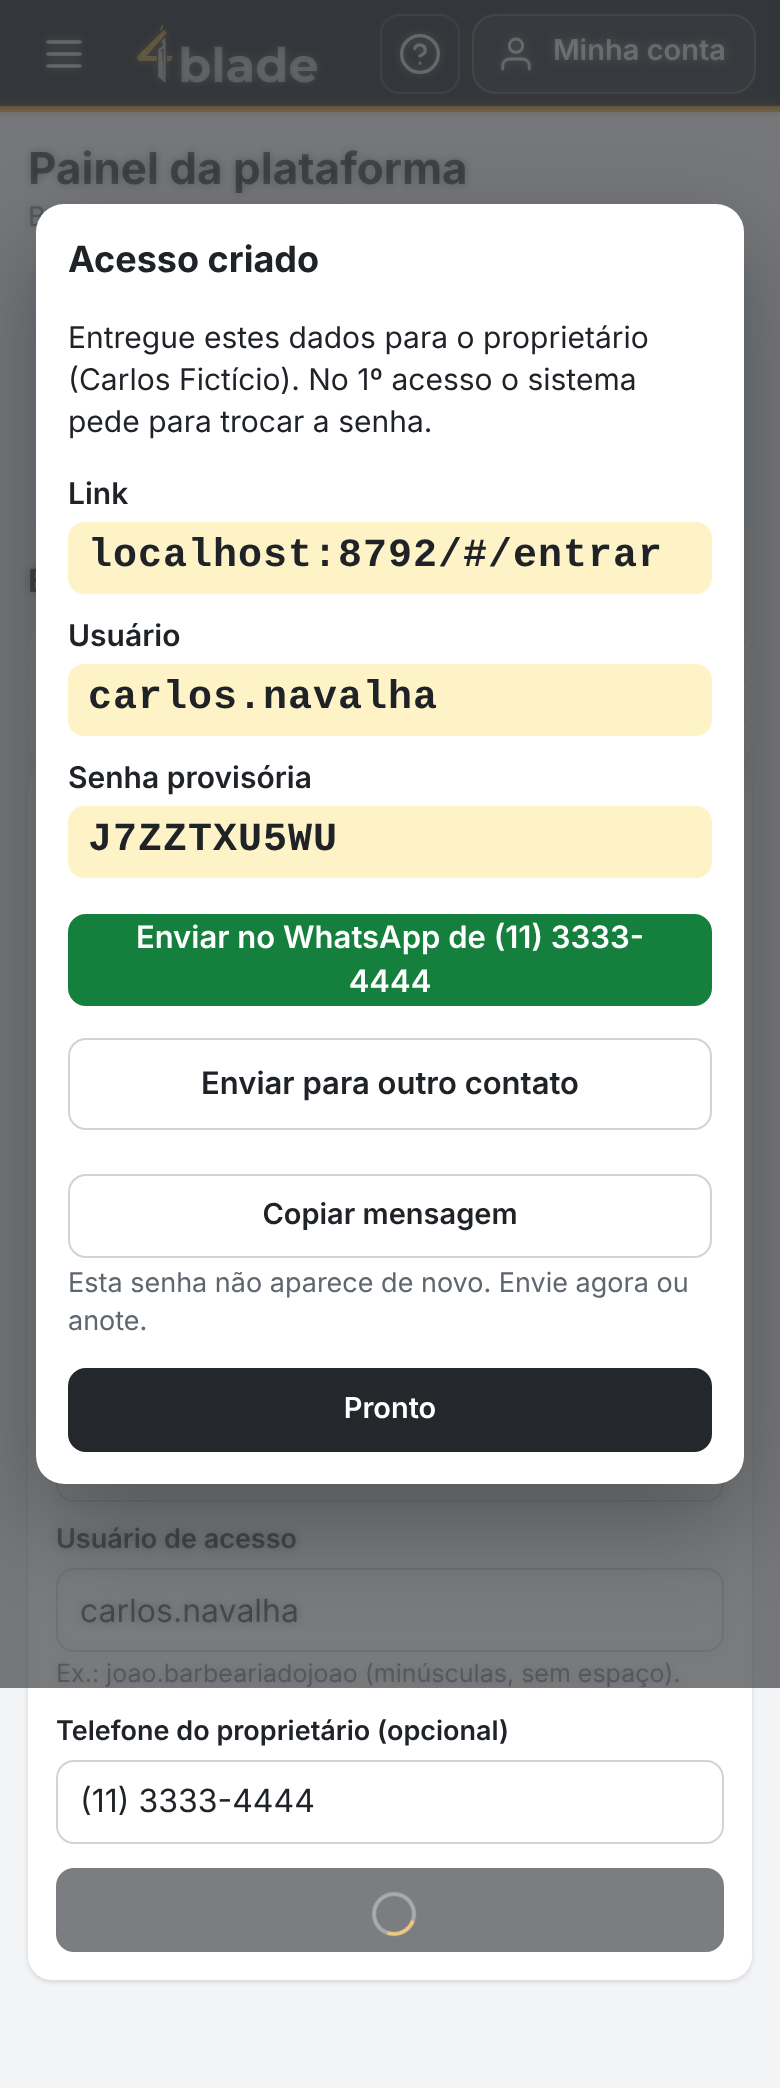 4blade
Minha conta
Painel da plataforma
Acesso criado
Entregue estes dados para o proprietário
(Carlos Fictício). No 1º acesso o sistema
pede para trocar a senha.
Link
localhost:8792/#/entrar
Usuário
carlos.navalha
Senha provisória
J7ZZTXU5WU
Enviar no WhatsApp de (11) 3333-
4444
Enviar para outro contato
Copiar mensagem
Esta senha não aparece de novo. Envie agora ou
anote.
Pronto
Usuário de acesso
carlos.navalha
Ex.: joao.barbeariadojoao (minúsculas, sem espaço).
Telefone do proprietário (opcional)
(11) 3333-4444